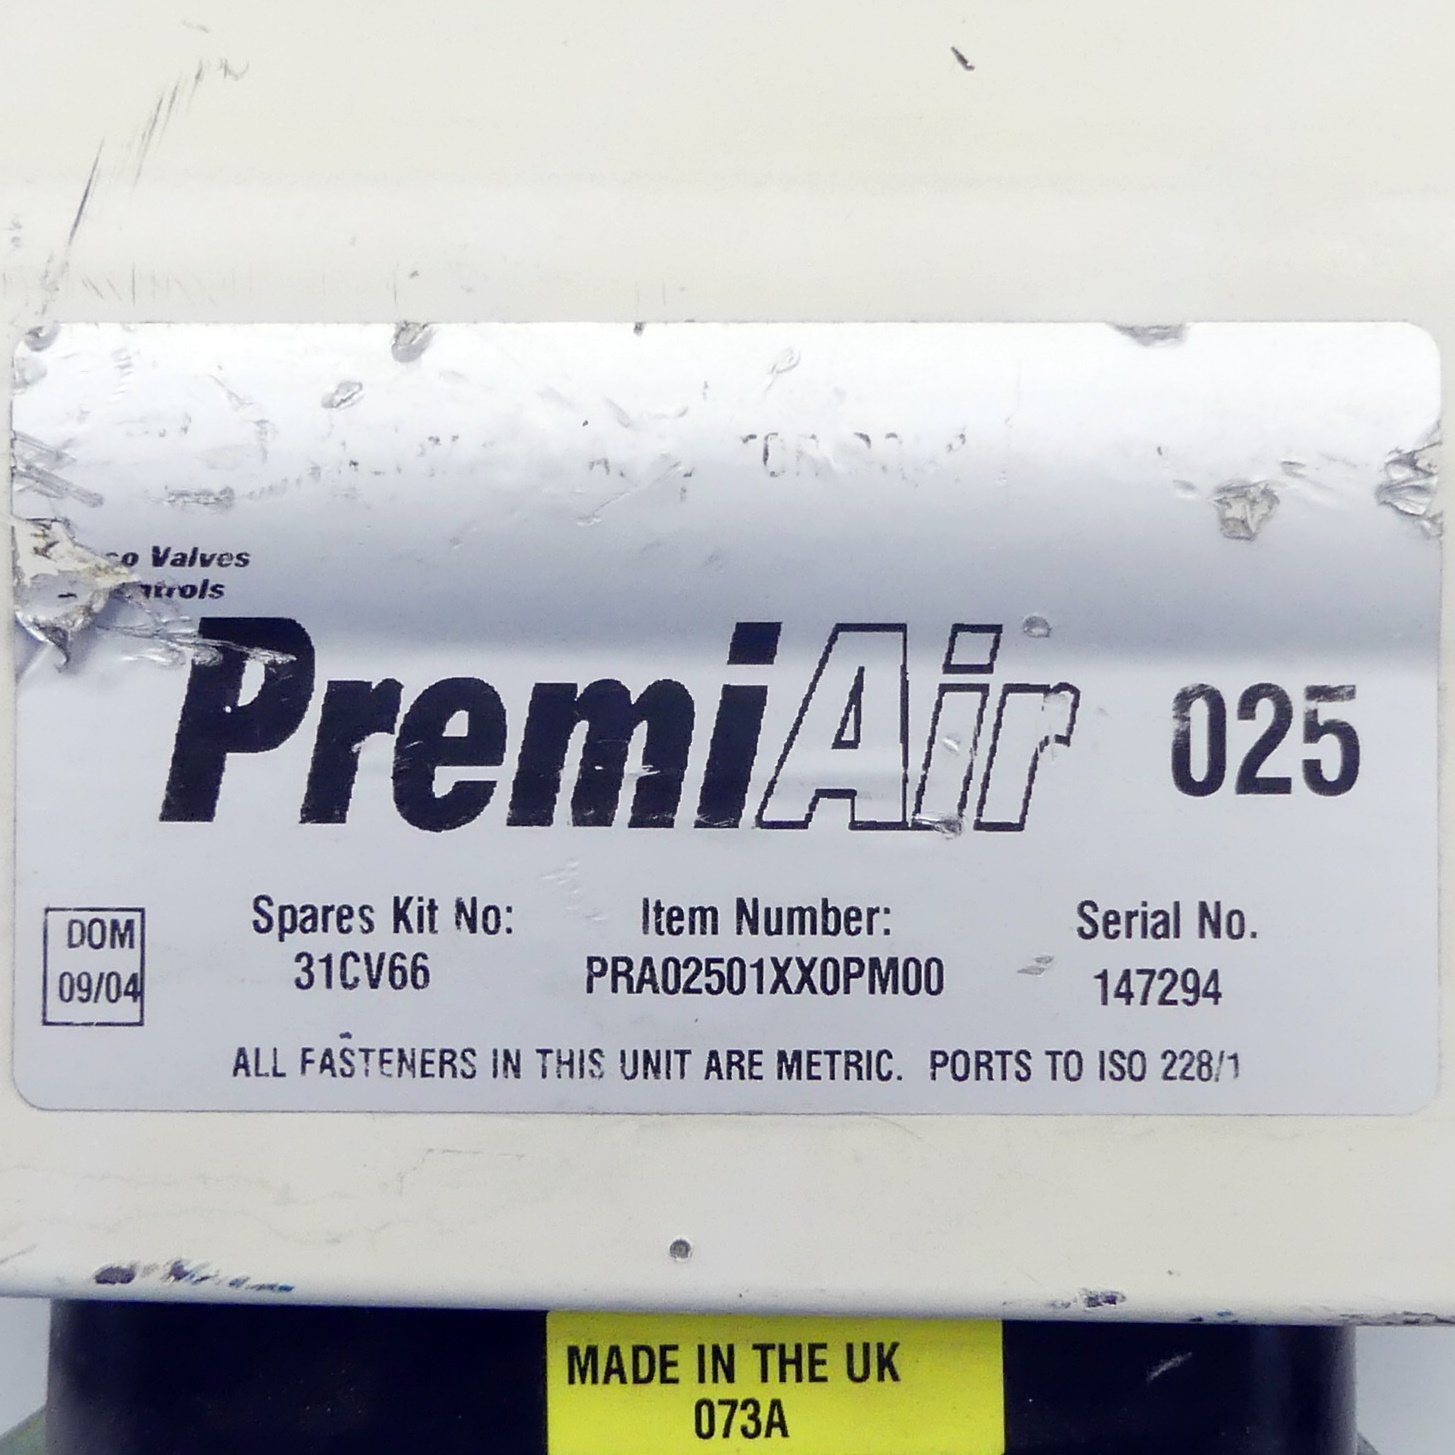 Valves
PremiAir 025
DOM
09/04
Spares Kit No:
31CV66
Item Number:
PRA02501XX0PM00
Serial No.
147294
ALL FASTENERS IN THIS UNIT ARE METRIC. PORTS TO ISO 228/1
MADE IN THE UK
073A